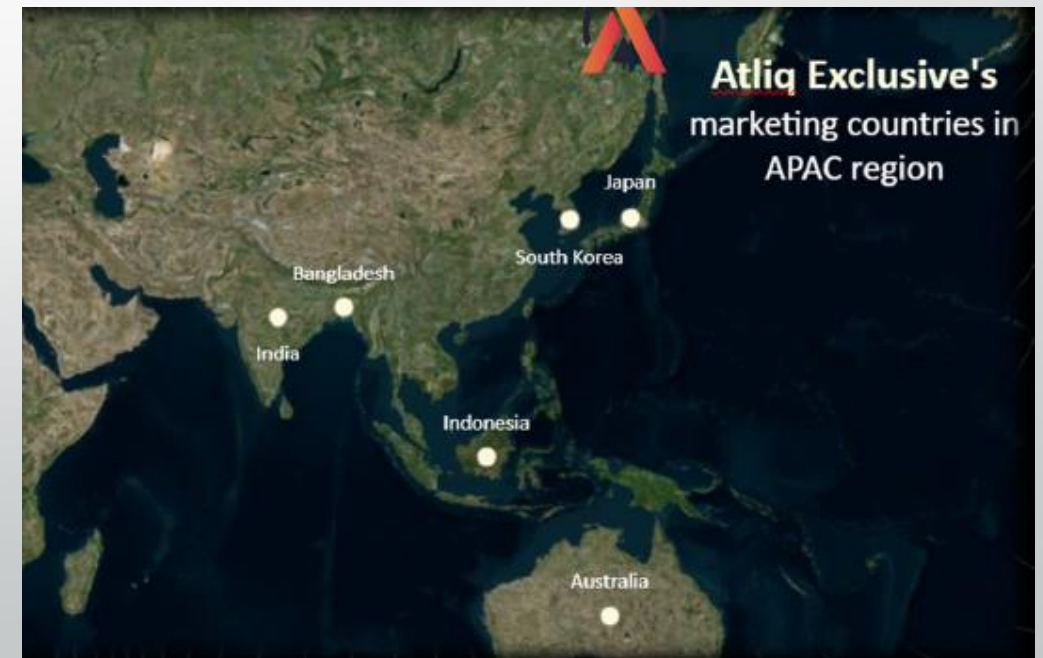 Atliq Exclusive's
marketing countries in
APAC region
Japan
South Korea
Bangladesh
India
Indonesia
Australia